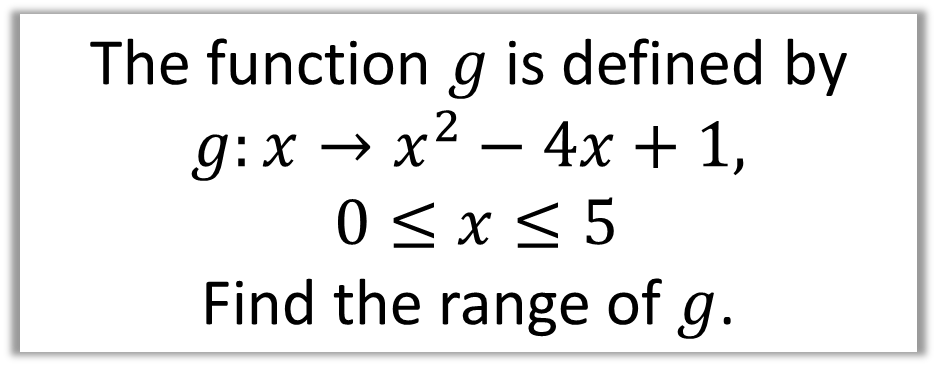 The function g is defined by
g: x → x² − 4x + 1,
0 ≤ x ≤ 5
Find the range of g.